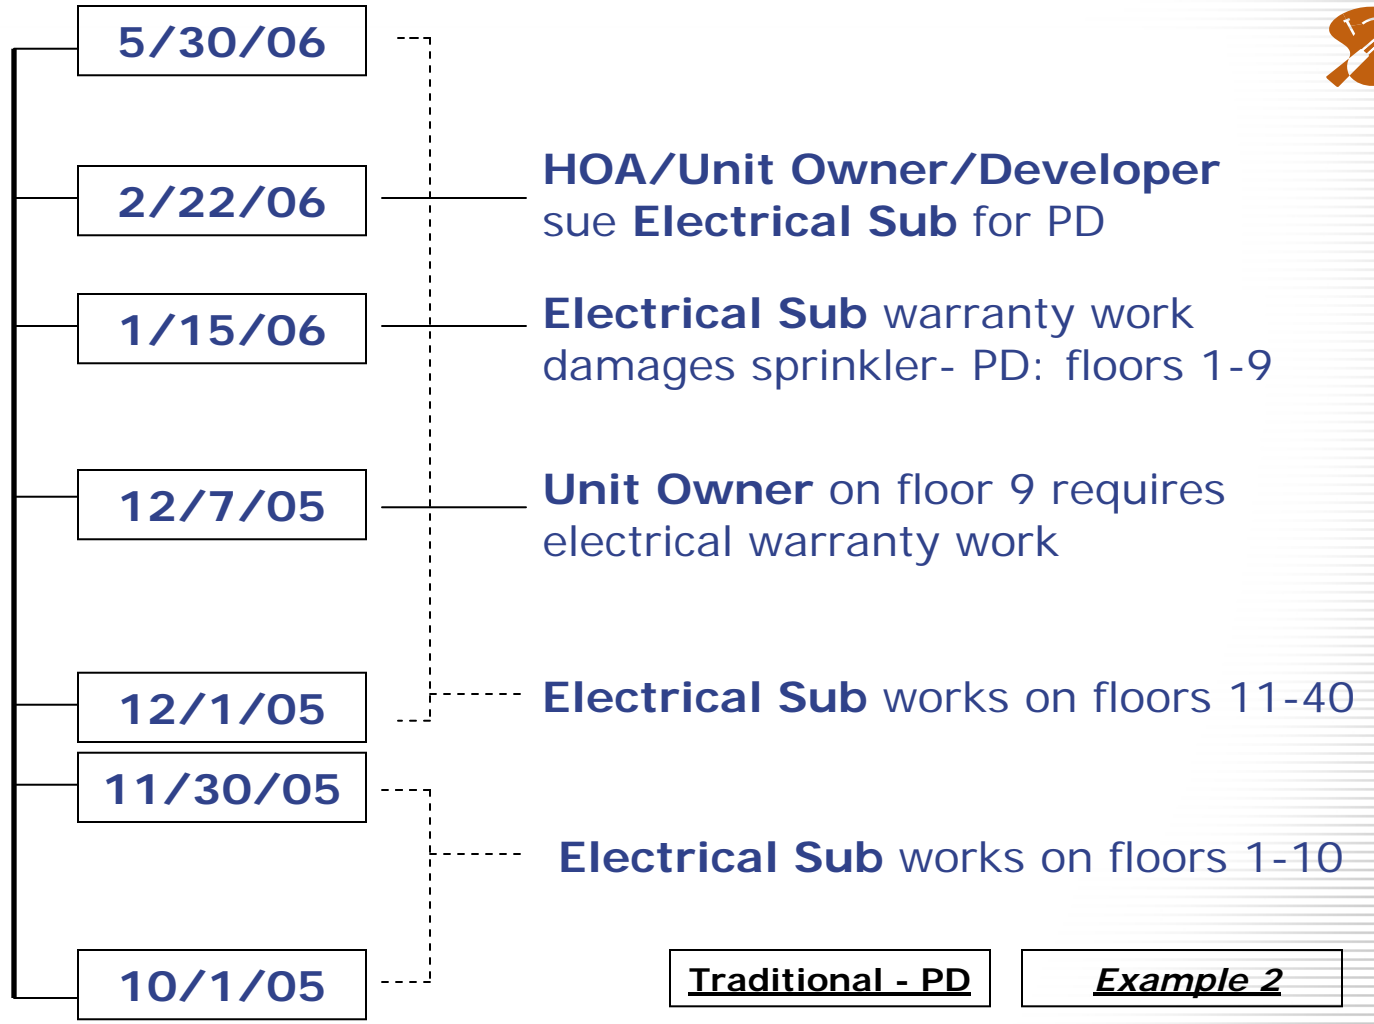 5/30/06
2/22/06
HOA/Unit Owner/Developer
sue Electrical Sub for PD
1/15/06
Electrical Sub warranty work
damages sprinkler- PD: floors 1-9
12/7/05
Unit Owner on floor 9 requires
electrical warranty work
12/1/05
Electrical Sub works on floors 11-40
11/30/05
Electrical Sub works on floors 1-10
10/1/05
Traditional - PD
Example 2